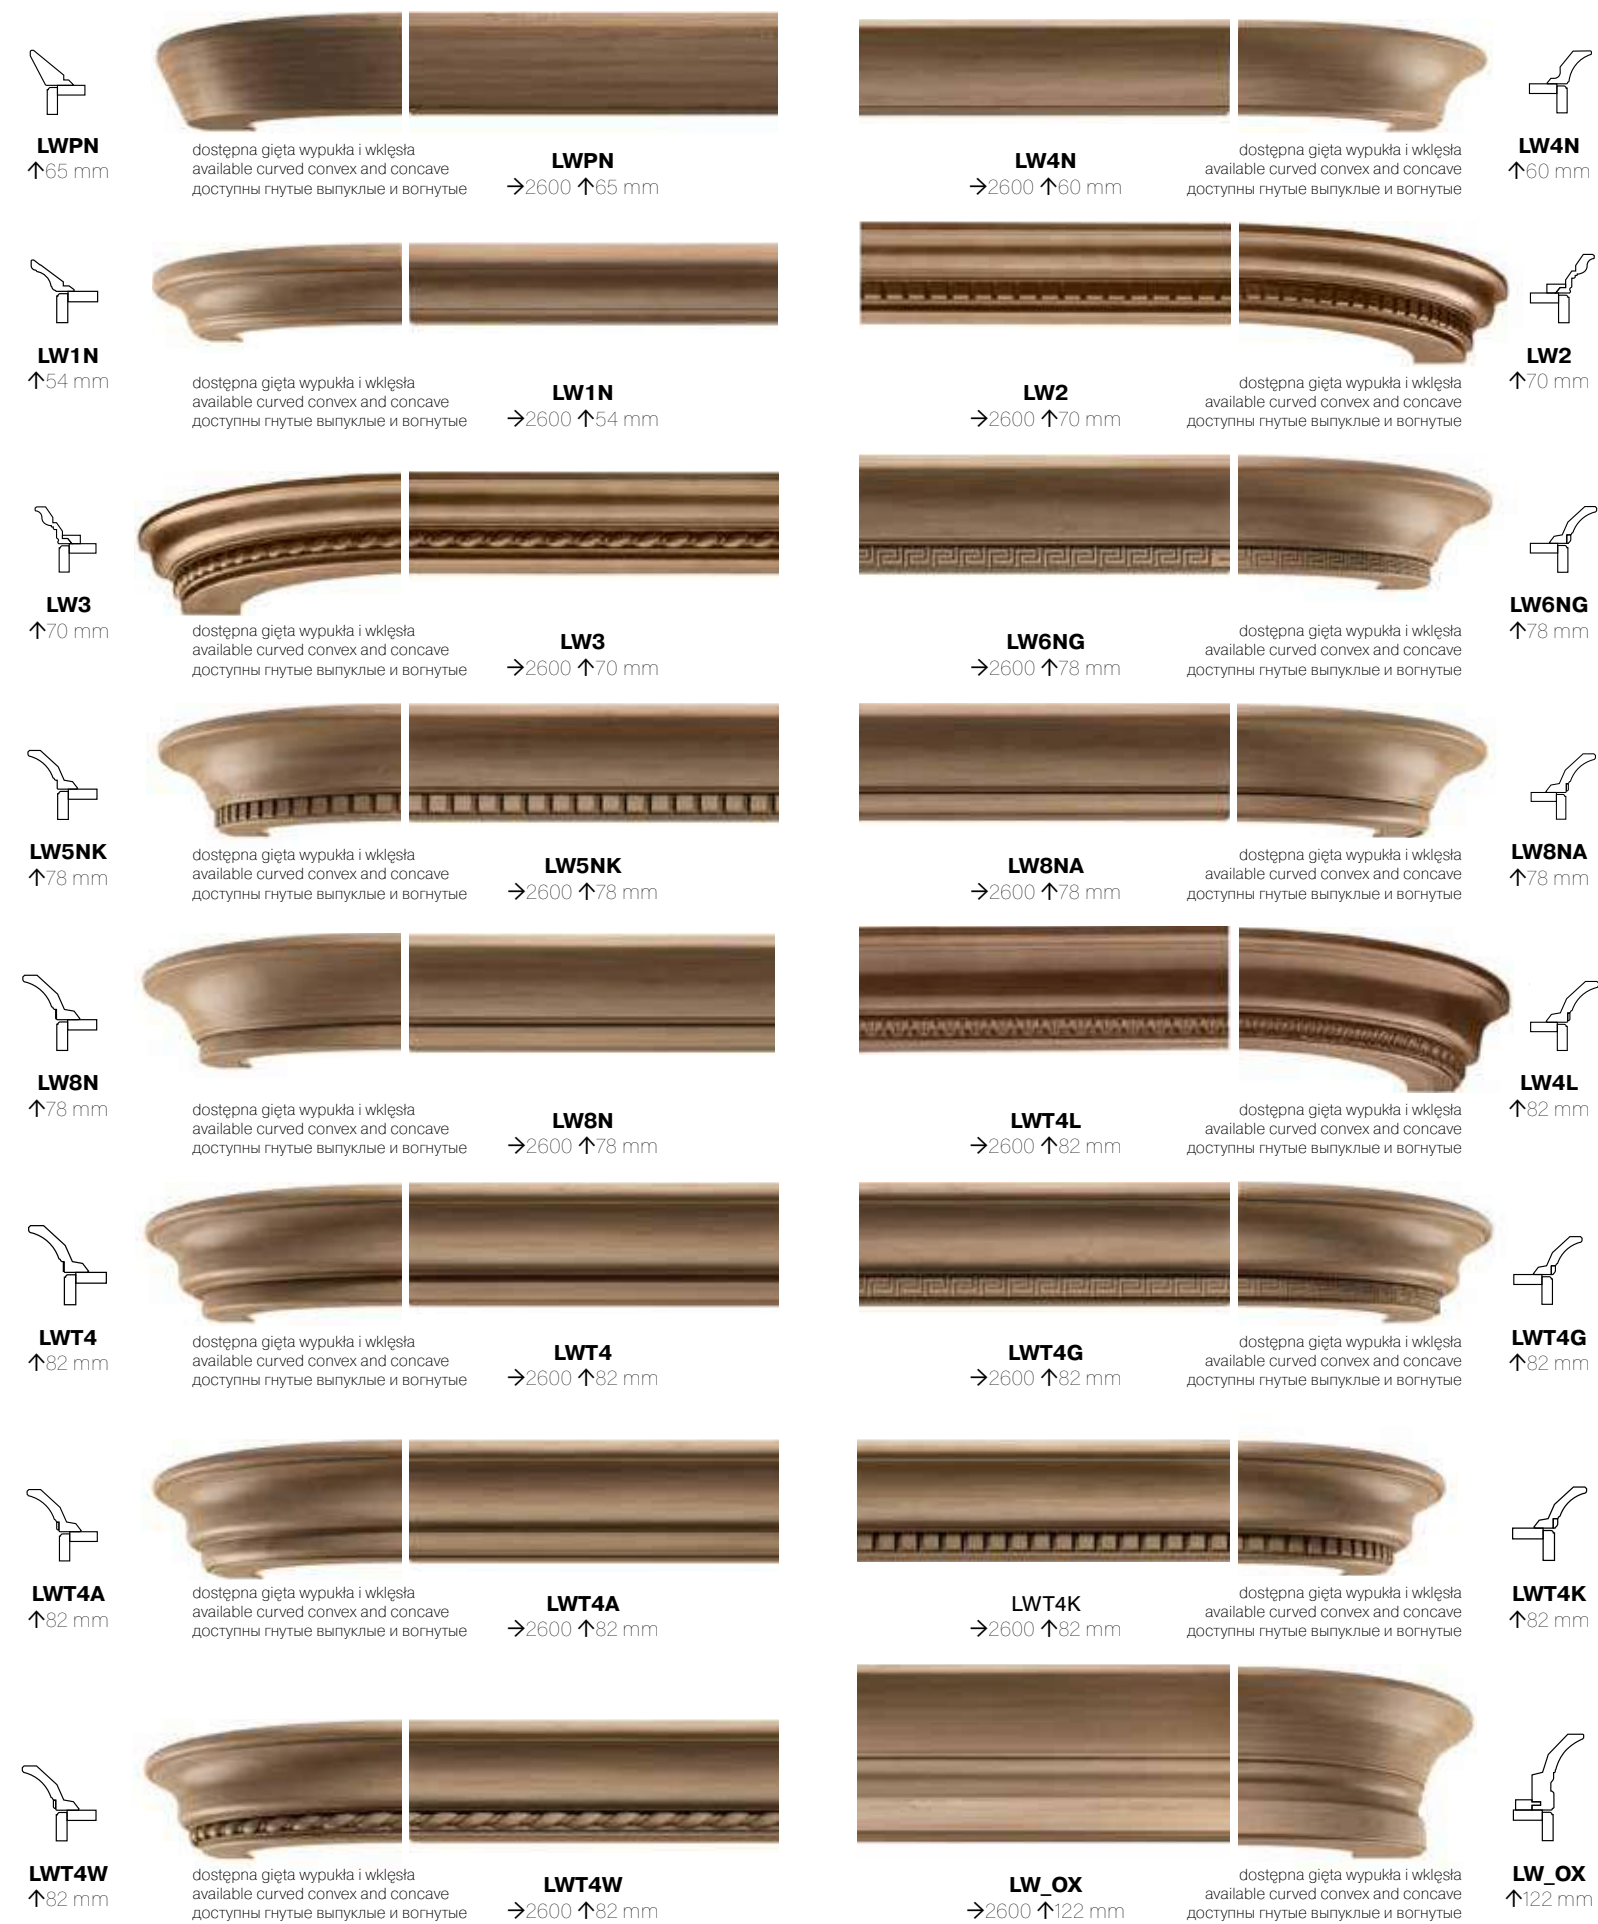 LWPN
↑65 mm
dostępna gięta wypukła i wklęsła
available curved convex and concave
доступны гнутые выпуклые и вогнутые
LWPN
→2600 ↑65 mm
LW4N
→2600 ↑60 mm
dostępna gięta wypukła i wklęsła
available curved convex and concave
доступны гнутые выпуклые и вогнутые
LW4N
↑60 mm
LW1N
↑54 mm
dostępna gięta wypukła i wklęsła
available curved convex and concave
доступны гнутые выпуклые и вогнутые
LW1N
→2600 ↑54 mm
LW2
→2600 ↑70 mm
dostępna gięta wypukła i wklęsła
available curved convex and concave
доступны гнутые выпуклые и вогнутые
LW2
↑70 mm
LW3
↑70 mm
dostępna gięta wypukła i wklęsła
available curved convex and concave
доступны гнутые выпуклые и вогнутые
LW3
→2600 ↑70 mm
LW6NG
→2600 ↑78 mm
dostępna gięta wypukła i wklęsła
available curved convex and concave
доступны гнутые выпуклые и вогнутые
LW6NG
↑78 mm
LW5NK
↑78 mm
dostępna gięta wypukła i wklęsła
available curved convex and concave
доступны гнутые выпуклые и вогнутые
LW5NK
→2600 ↑78 mm
LW8NA
→2600 ↑78 mm
dostępna gięta wypukła i wklęsła
available curved convex and concave
доступны гнутые выпуклые и вогнутые
LW8NA
↑78 mm
LW8N
↑78 mm
dostępna gięta wypukła i wklęsła
available curved convex and concave
доступны гнутые выпуклые и вогнутые
LW8N
→2600 ↑78 mm
LWT4L
→2600 ↑82 mm
dostępna gięta wypukła i wklęsła
available curved convex and concave
доступны гнутые выпуклые и вогнутые
LW4L
↑82 mm
LWT4
↑82 mm
dostępna gięta wypukła i wklęsła
available curved convex and concave
доступны гнутые выпуклые и вогнутые
LWT4
→2600 ↑82 mm
LWT4G
→2600 ↑82 mm
dostępna gięta wypukła i wklęsła
available curved convex and concave
доступны гнутые выпуклые и вогнутые
LWT4G
↑82 mm
LWT4A
↑82 mm
dostępna gięta wypukła i wklęsła
available curved convex and concave
доступны гнутые выпуклые и вогнутые
LWT4A
→2600 ↑82 mm
LWT4K
→2600 ↑82 mm
dostępna gięta wypukła i wklęsła
available curved convex and concave
доступны гнутые выпуклые и вогнутые
LWT4K
↑82 mm
LWT4W
↑82 mm
dostępna gięta wypukła i wklęsła
available curved convex and concave
доступны гнутые выпуклые и вогнутые
LWT4W
→2600 ↑82 mm
LW_OX
→2600 ↑122 mm
dostępna gięta wypukła i wklęsła
available curved convex and concave
доступны гнутые выпуклые и вогнутые
LW_OX
↑122 mm